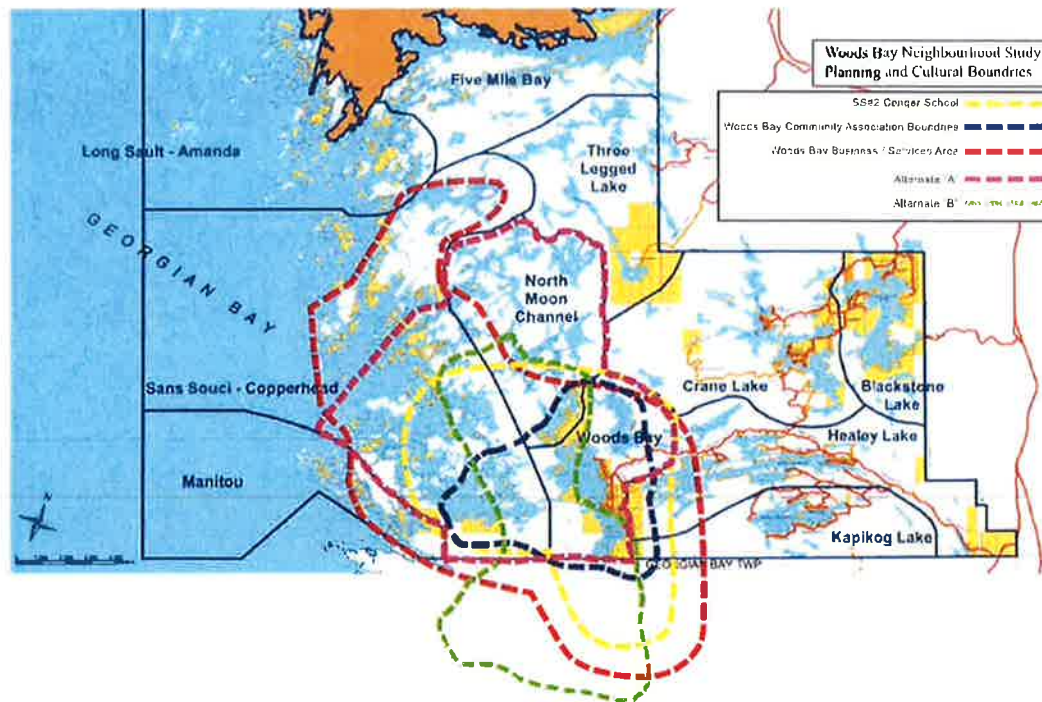 Woods Bay Neighbourhood Study
Planning and Cultural Boundries
SS#2 Conger School
Woods Bay Community Association Boundries
Woods Bay Business / Services Area
Alternate 'A'
Alternate 'B'
Five Mile Bay
Long Sault - Amanda
Three
Legged
Lake
GEORGIAN BAY
North
Moon
Channel
Sans Souci - Copperhead
Crane Lake
Blackstone
Lake
Woods Bay
Healey Lake
Manitou
Kapikog Lake
N
GEORGIAN BAY TWP